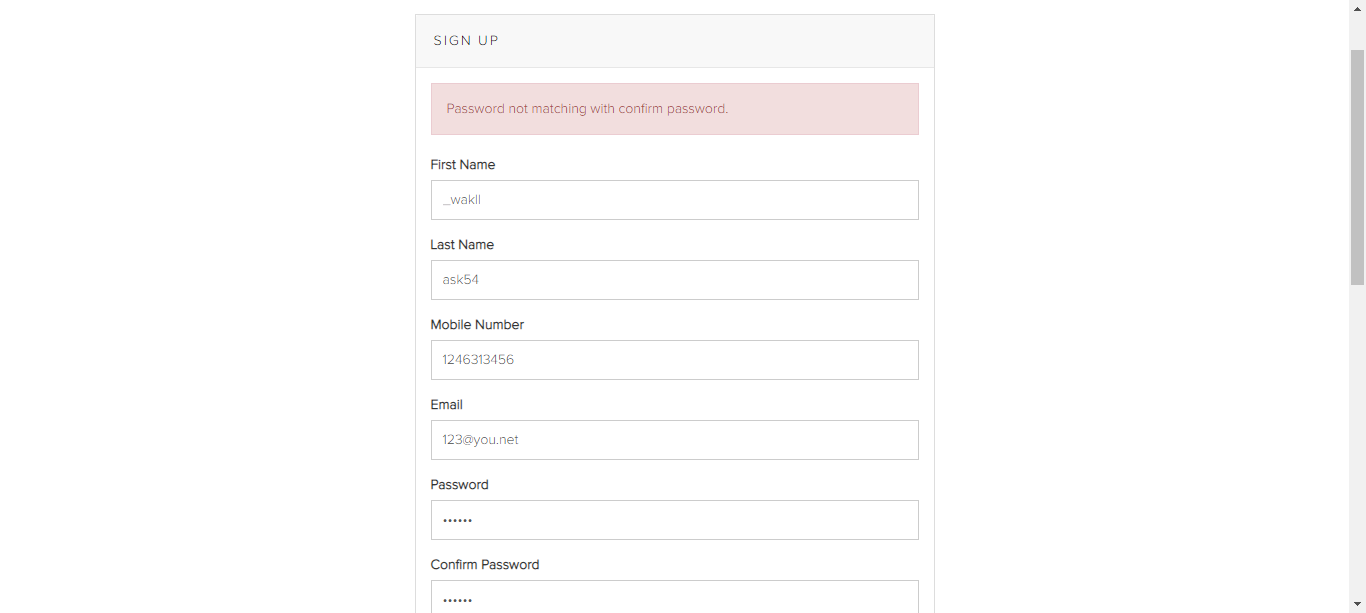 SIGN UP
Password not matching with confirm password.
First Name
_wakll
Last Name
ask54
Mobile Number
1246313456
Email
123@you.net
Password
••••••
Confirm Password
••••••